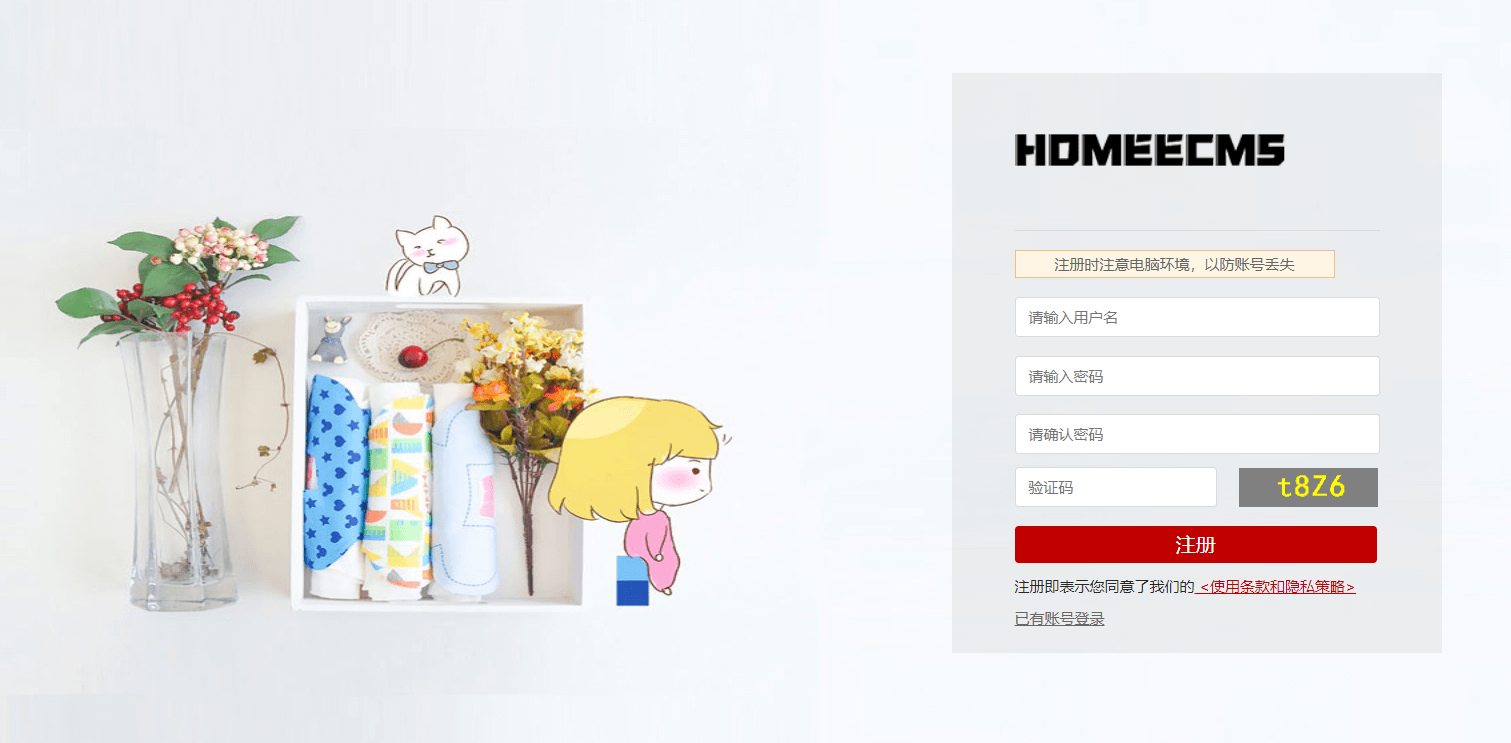 HOMEECMS
注册时注意电脑环境，以防账号丢失
请输入用户名
请输入密码
请确认密码
验证码
t8Z6
注册
注册即表示您同意了我们的 <使用条款和隐私策略>
已有账号登录